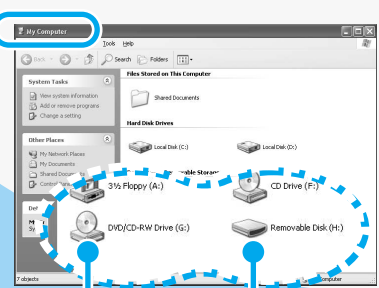 My Computer
Tools Help
Back Search Folders
Files Stored on This Computer
System Tasks
View system information
Add or remove programs
Change a setting
Shared Documents
Hard Disk Drives
Other Places
My Network Places
My Documents
Shared
Control
Local Disk (C:)
Local Disk (D:)
3½ Floppy (A:)
CD Drive (F:)
DVD/CD-RW Drive (G:)
Removable Disk (H:)
7 objects
Computer